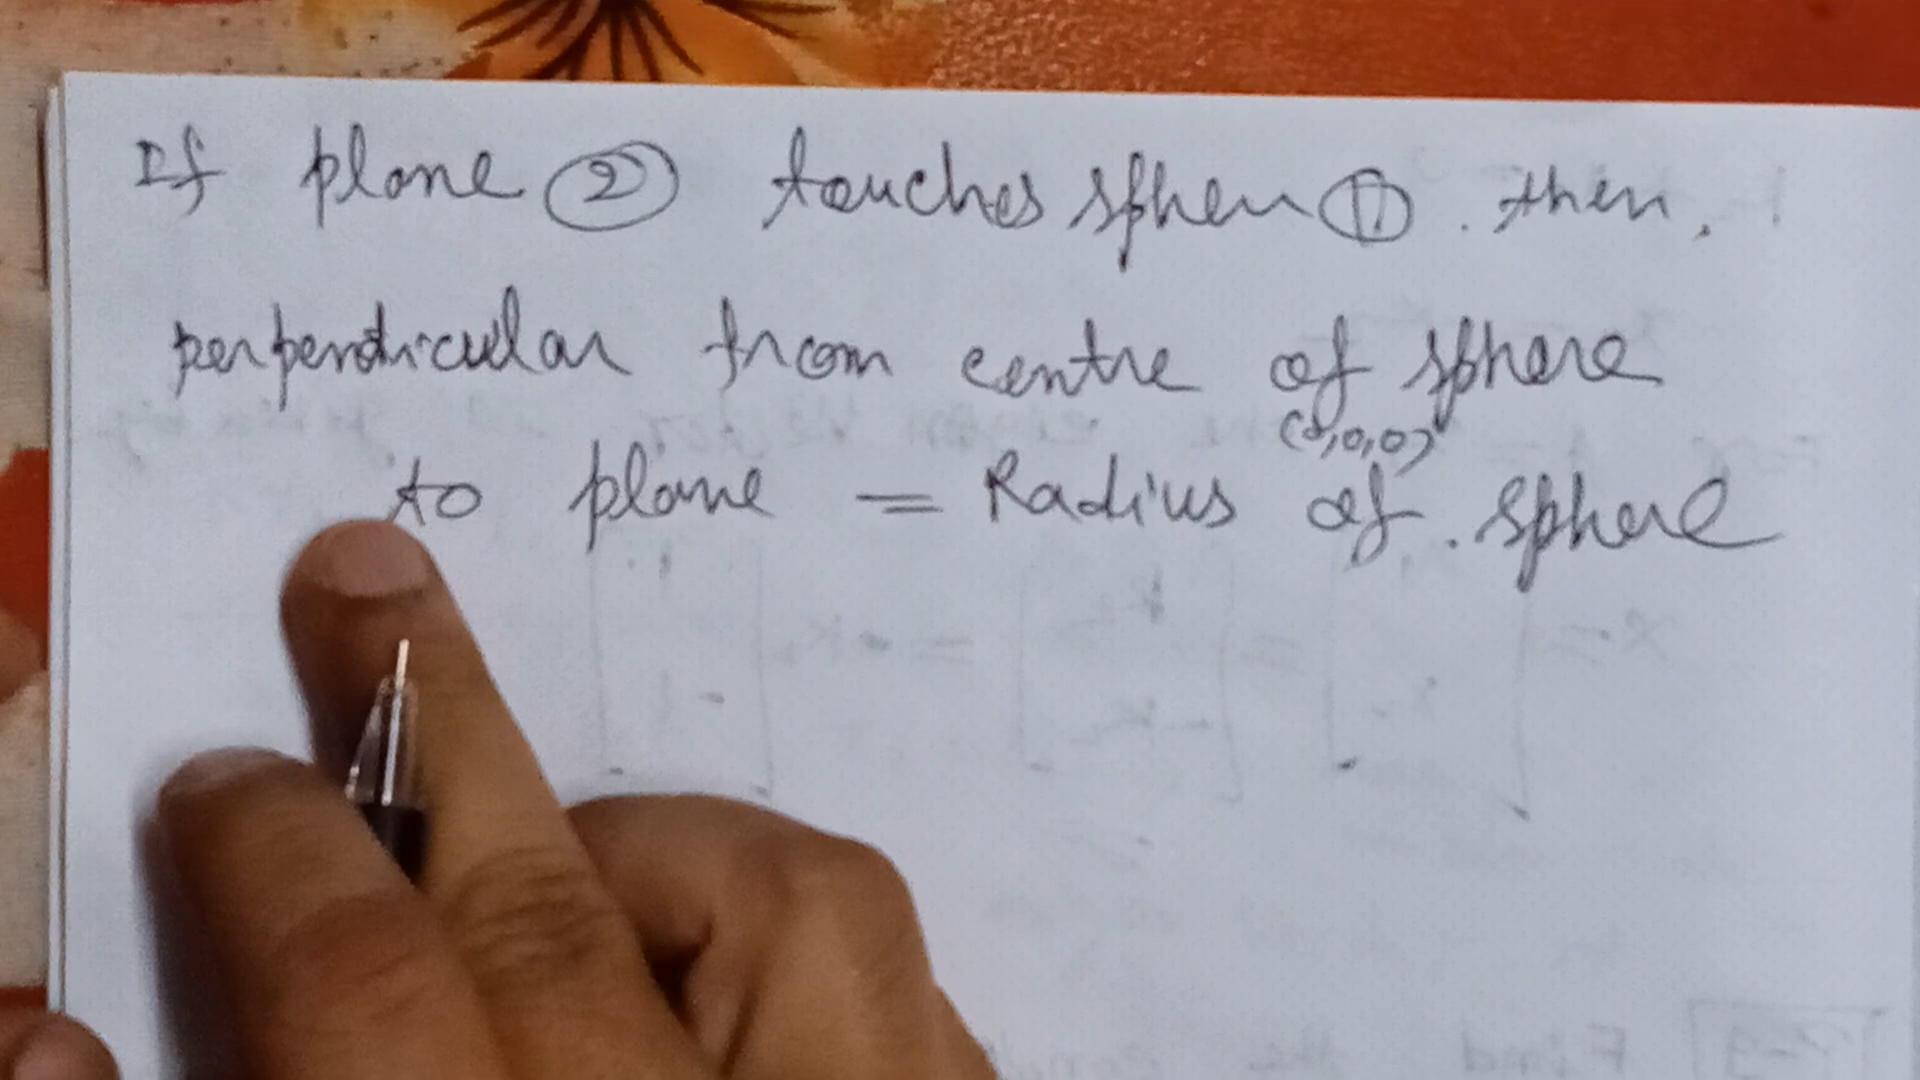 If plane ② touches sphere ① . then,
perpendicular from centre of sphere
(0,0,0)
to plane = Radius of . sphere